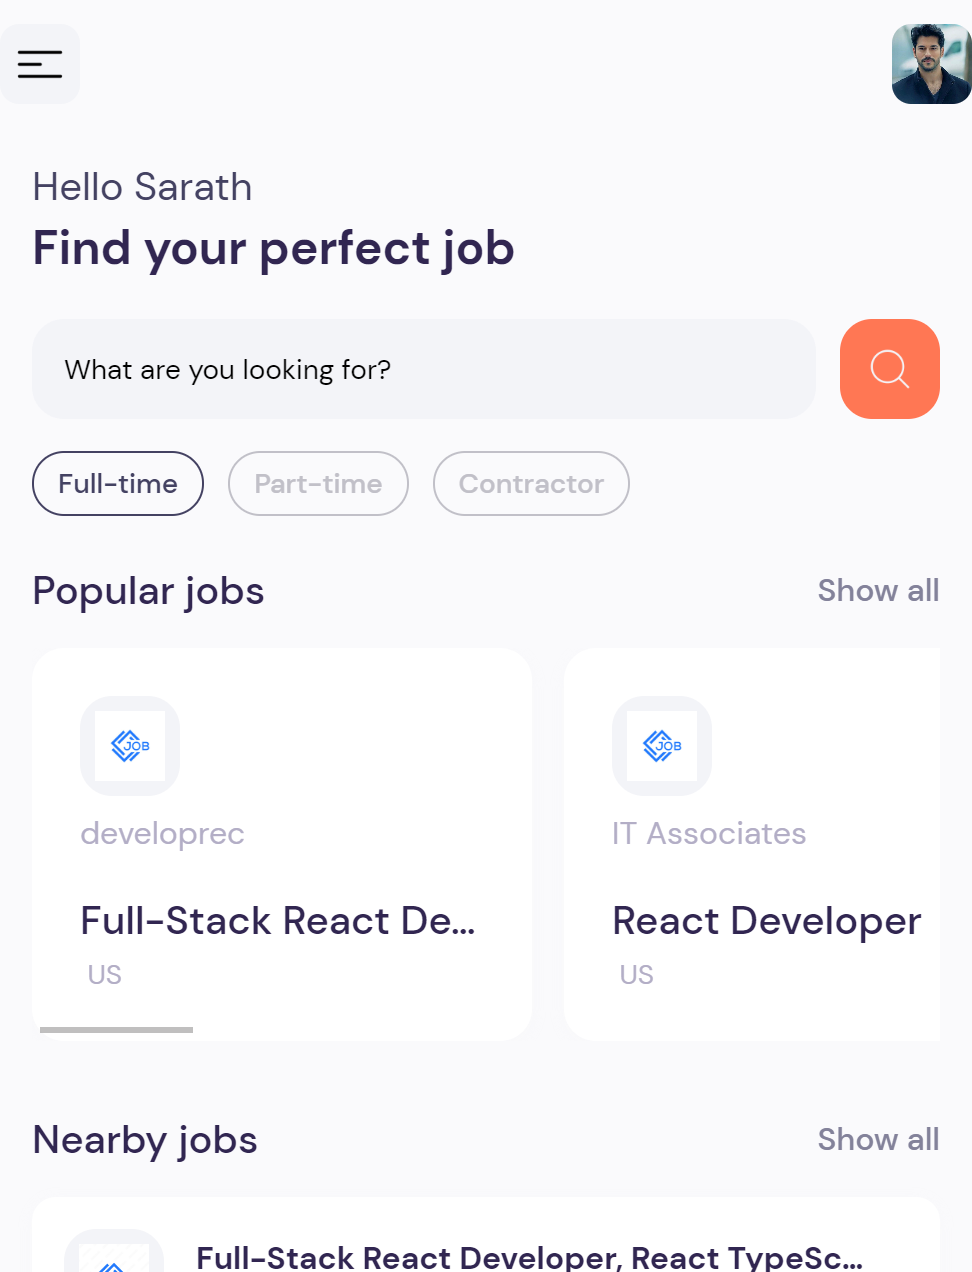 Hello Sarath
Find your perfect job
What are you looking for?
Full-time Part-time Contractor
Popular jobs Show all
JOB JOB
developrec IT Associates
Full-Stack React De... React Developer
US US
Nearby jobs Show all
Full-Stack React Developer, React TypeSc...